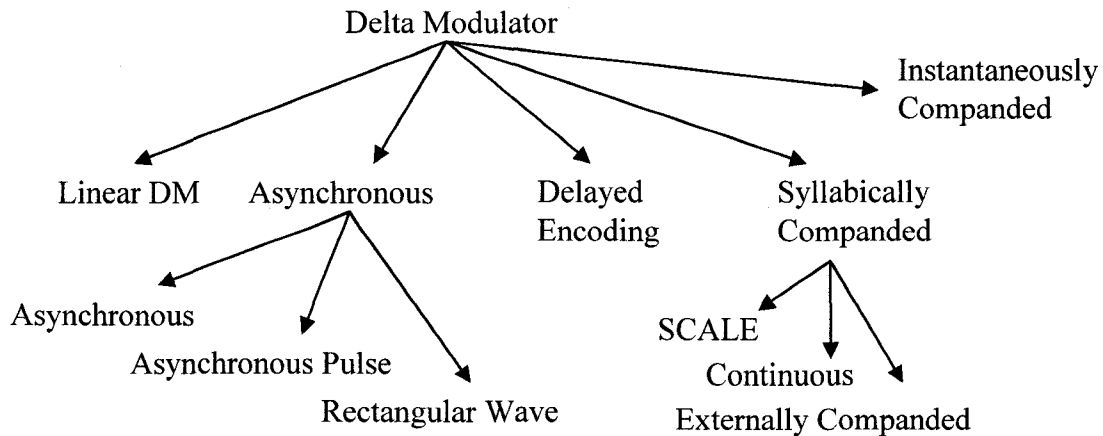 Delta Modulator
Instantaneously
Companded
Linear DM
Asynchronous
Delayed
Encoding
Syllabically
Companded
Asynchronous
Asynchronous Pulse
Rectangular Wave
SCALE
Continuous
Externally Companded